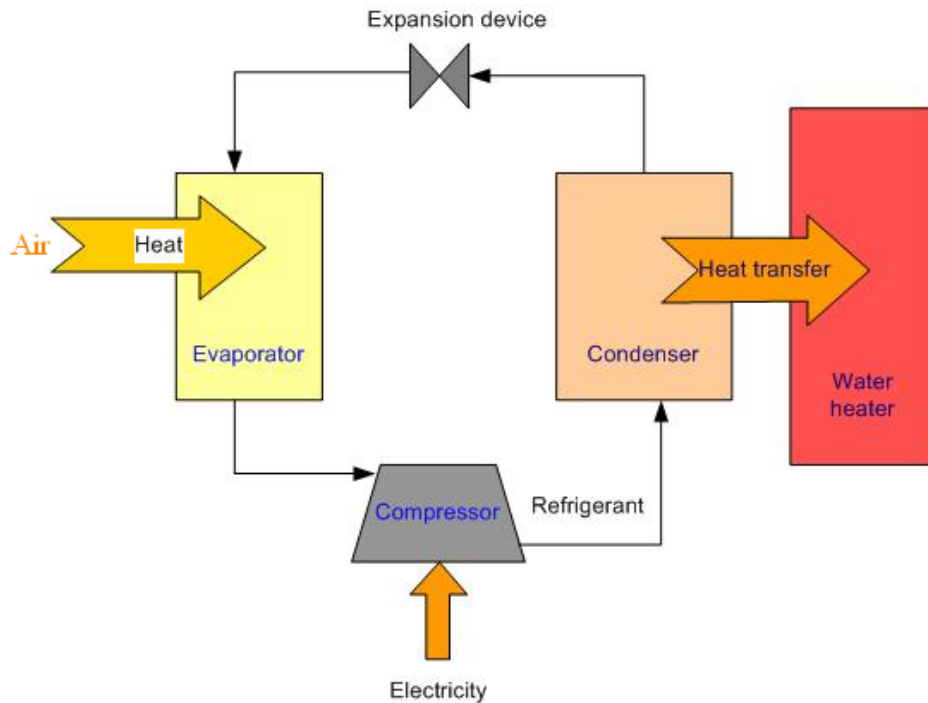 Expansion device
Air
Heat
Heat transfer
Evaporator
Condenser
Water
heater
Compressor
Refrigerant
Electricity